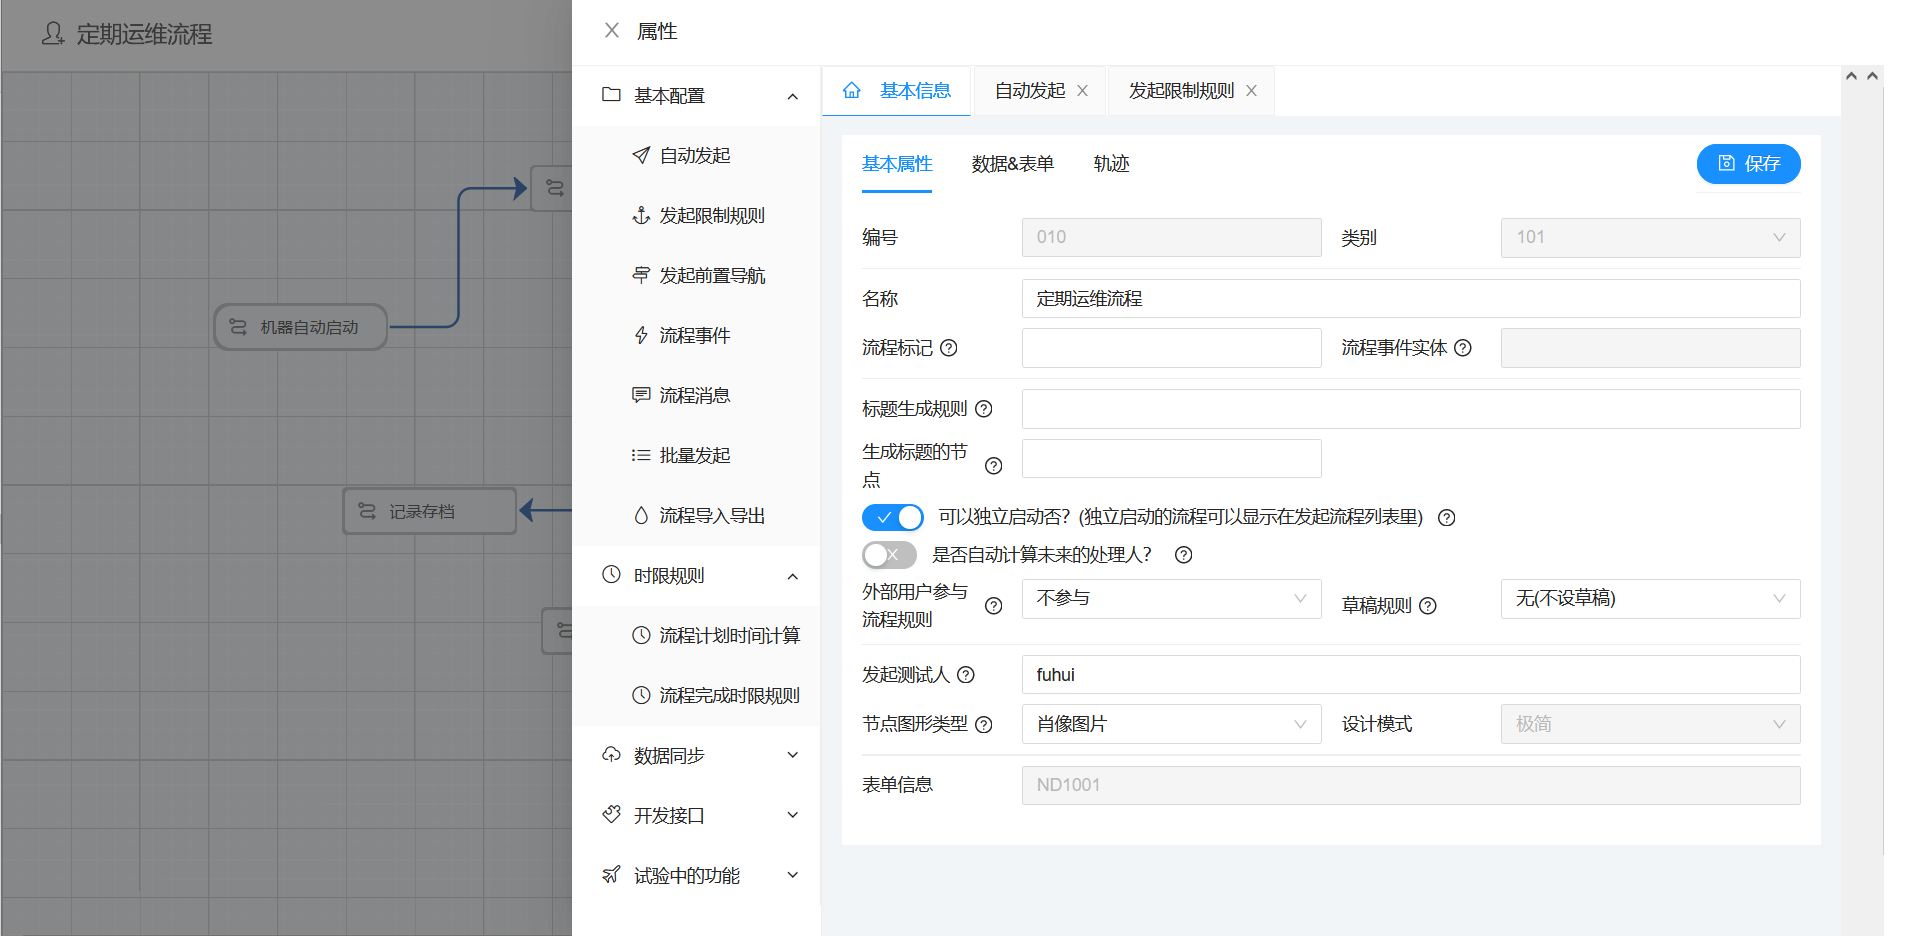 定期运维流程
机器自动启动
记录存档
属性
基本配置
自动发起
发起限制规则
发起前置导航
流程事件
流程消息
批量发起
流程导入导出
时限规则
流程计划时间计算
流程完成时限规则
数据同步
开发接口
试验中的功能
基本信息 自动发起 发起限制规则
基本属性 数据&表单 轨迹 保存
编号 010 类别 101
名称 定期运维流程
流程标记 流程事件实体
标题生成规则
生成标题的节
点
可以独立启动否？(独立启动的流程可以显示在发起流程列表里)
是否自动计算未来的处理人？
外部用户参与
流程规则 不参与 草稿规则 无(不设草稿)
发起测试人 fuhui
节点图形类型 肖像图片 设计模式 极简
表单信息 ND1001